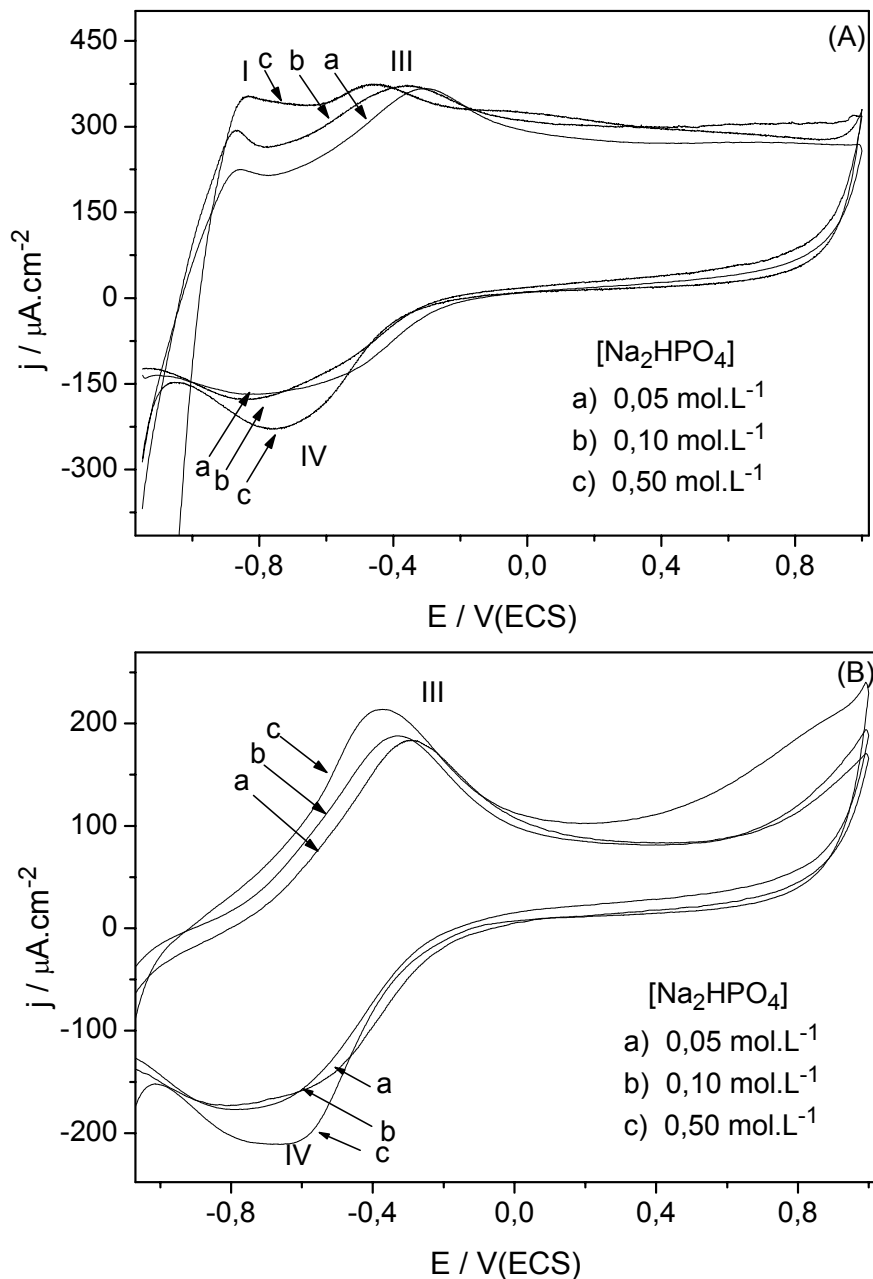 (A)
450
300
150
0
-150
-300
j / μA.cm⁻²
I
c
b
a
III
a
b
c
IV
[Na₂HPO₄]
a) 0,05 mol.L⁻¹
b) 0,10 mol.L⁻¹
c) 0,50 mol.L⁻¹
-0,8
-0,4
0,0
0,4
0,8
E / V(ECS)
(B)
200
100
0
-100
-200
j / μA.cm⁻²
III
c
b
a
a
b
c
IV
[Na₂HPO₄]
a) 0,05 mol.L⁻¹
b) 0,10 mol.L⁻¹
c) 0,50 mol.L⁻¹
-0,8
-0,4
0,0
0,4
0,8
E / V(ECS)